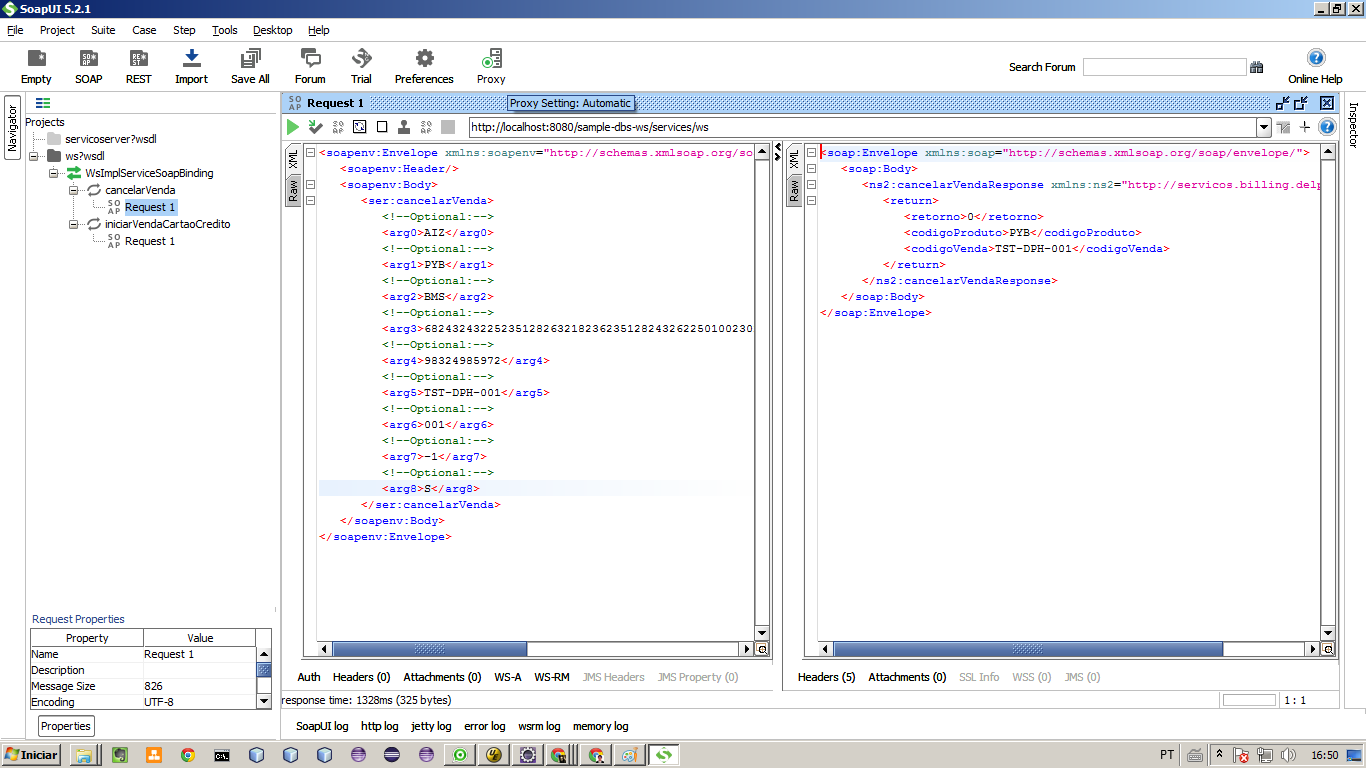 SoapUI 5.2.1
File Project Suite Case Step Tools Desktop Help
Empty SOAP REST Import Save All Forum Trial Preferences Proxy
Search Forum
Online Help
Navigator
Projects
servicoserver?wsdl
ws?wsdl
WsImplServiceSoapBinding
cancelarVenda
Request 1
iniciarVendaCartaoCredito
Request 1
Request Properties
Property Value
Name Request 1
Description
Message Size 826
Encoding UTF-8
Properties
Request 1
Proxy Setting: Automatic
http://localhost:8080/sample-dbs-ws/services/ws
XML
Raw
<soapenv:Envelope xmlns:soapenv="http://schemas.xmlsoap.org/so
<soapenv:Header/>
<soapenv:Body>
<ser:cancelarVenda>
<!--Optional:-->
<arg0>AIZ</arg0>
<!--Optional:-->
<arg1>PYB</arg1>
<!--Optional:-->
<arg2>BMS</arg2>
<!--Optional:-->
<arg3>68243243225235128263218236235128243262250100230
<!--Optional:-->
<arg4>98324985972</arg4>
<!--Optional:-->
<arg5>TST-DPH-001</arg5>
<!--Optional:-->
<arg6>001</arg6>
<!--Optional:-->
<arg7>-1</arg7>
<!--Optional:-->
<arg8>S</arg8>
</ser:cancelarVenda>
</soapenv:Body>
</soapenv:Envelope>
Auth Headers (0) Attachments (0) WS-A WS-RM JMS Headers JMS Property (0)
XML
Raw
<soap:Envelope xmlns:soap="http://schemas.xmlsoap.org/soap/envelope/">
<soap:Body>
<ns2:cancelarVendaResponse xmlns:ns2="http://servicos.billing.delp
<return>
<retorno>0</retorno>
<codigoProduto>PYB</codigoProduto>
<codigoVenda>TST-DPH-001</codigoVenda>
</return>
</ns2:cancelarVendaResponse>
</soap:Body>
</soap:Envelope>
Headers (5) Attachments (0) SSL Info WSS (0) JMS (0)
response time: 1328ms (325 bytes)
1 : 1
Inspector
SoapUI log http log jetty log error log wsrm log memory log
Iniciar
PT
16:50